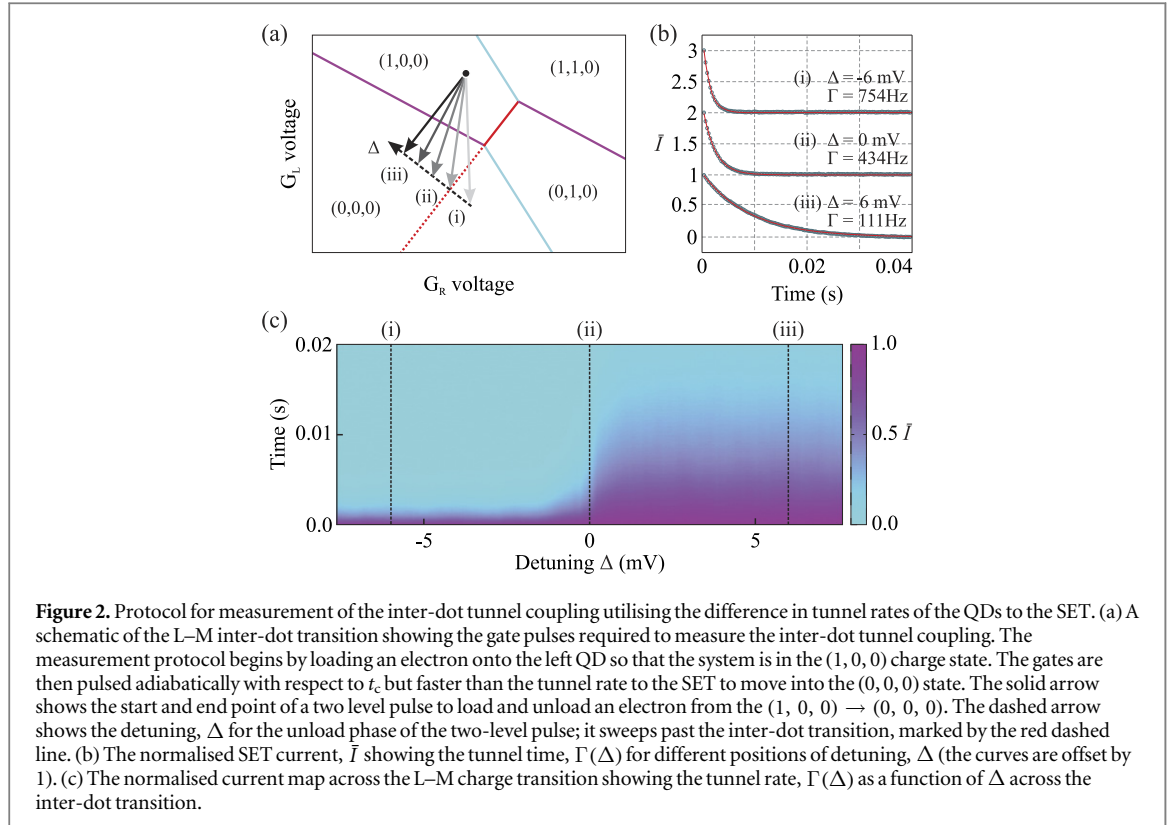 (a)
(1,0,0)
(1,1,0)
Δ
(iii)
(ii)
(i)
(0,0,0)
(0,1,0)
G_L voltage
G_R voltage
(b)
3
2.5
2
Ī 1.5
1
0.5
0
(i) Δ = -6 mV
Γ = 754Hz
(ii) Δ = 0 mV
Γ = 434Hz
(iii) Δ = 6 mV
Γ = 111Hz
0 0.02 0.04
Time (s)
(c)
(i) (ii) (iii)
0.02
0.01
0.0
Time (s)
-5 0 5
Detuning Δ (mV)
1.0
0.5 Ī
0.0
Figure 2. Protocol for measurement of the inter-dot tunnel coupling utilising the difference in tunnel rates of the QDs to the SET. (a) A
schematic of the L–M inter-dot transition showing the gate pulses required to measure the inter-dot tunnel coupling. The
measurement protocol begins by loading an electron onto the left QD so that the system is in the (1, 0, 0) charge state. The gates are
then pulsed adiabatically with respect to t_c but faster than the tunnel rate to the SET to move into the (0, 0, 0) state. The solid arrow
shows the start and end point of a two level pulse to load and unload an electron from the (1, 0, 0) → (0, 0, 0). The dashed arrow
shows the detuning, Δ for the unload phase of the two-level pulse; it sweeps past the inter-dot transition, marked by the red dashed
line. (b) The normalised SET current, Ī showing the tunnel time, Γ(Δ) for different positions of detuning, Δ (the curves are offset by
1). (c) The normalised current map across the L–M charge transition showing the tunnel rate, Γ(Δ) as a function of Δ across the
inter-dot transition.